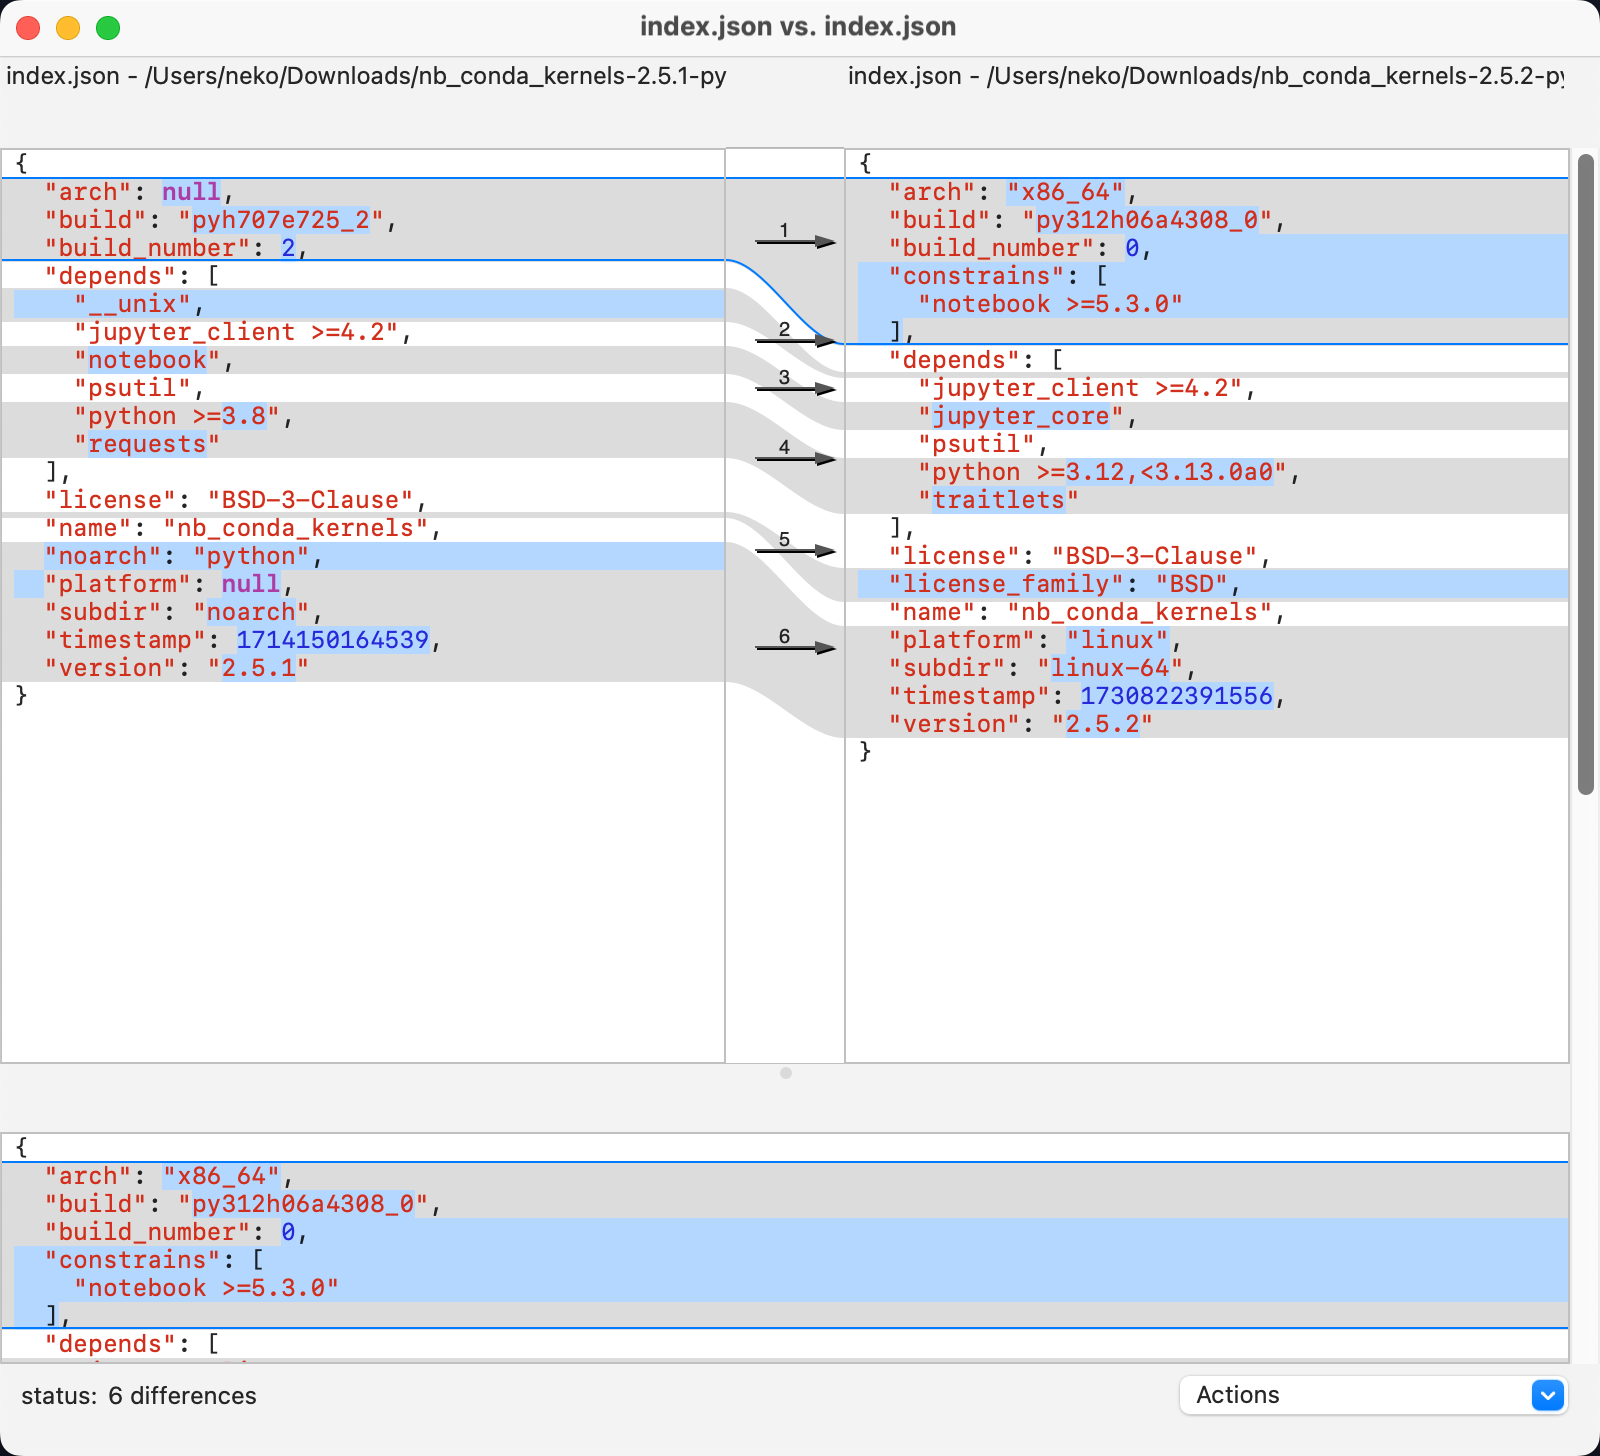 index.json vs. index.json
index.json - /Users/neko/Downloads/nb_conda_kernels-2.5.1-py
index.json - /Users/neko/Downloads/nb_conda_kernels-2.5.2-py
{
  "arch": null,
  "build": "pyh707e725_2",
  "build_number": 2,
  "depends": [
    "__unix",
    "jupyter_client >=4.2",
    "notebook",
    "psutil",
    "python >=3.8",
    "requests"
  ],
  "license": "BSD-3-Clause",
  "name": "nb_conda_kernels",
  "noarch": "python",
  "platform": null,
  "subdir": "noarch",
  "timestamp": 1714150164539,
  "version": "2.5.1"
}
1
2
3
4
5
6
{
  "arch": "x86_64",
  "build": "py312h06a4308_0",
  "build_number": 0,
  "constrains": [
    "notebook >=5.3.0"
  ],
  "depends": [
    "jupyter_client >=4.2",
    "jupyter_core",
    "psutil",
    "python >=3.12,<3.13.0a0",
    "traitlets"
  ],
  "license": "BSD-3-Clause",
  "license_family": "BSD",
  "name": "nb_conda_kernels",
  "platform": "linux",
  "subdir": "linux-64",
  "timestamp": 1730822391556,
  "version": "2.5.2"
}
{
  "arch": "x86_64",
  "build": "py312h06a4308_0",
  "build_number": 0,
  "constrains": [
    "notebook >=5.3.0"
  ],
  "depends": [
status: 6 differences
Actions